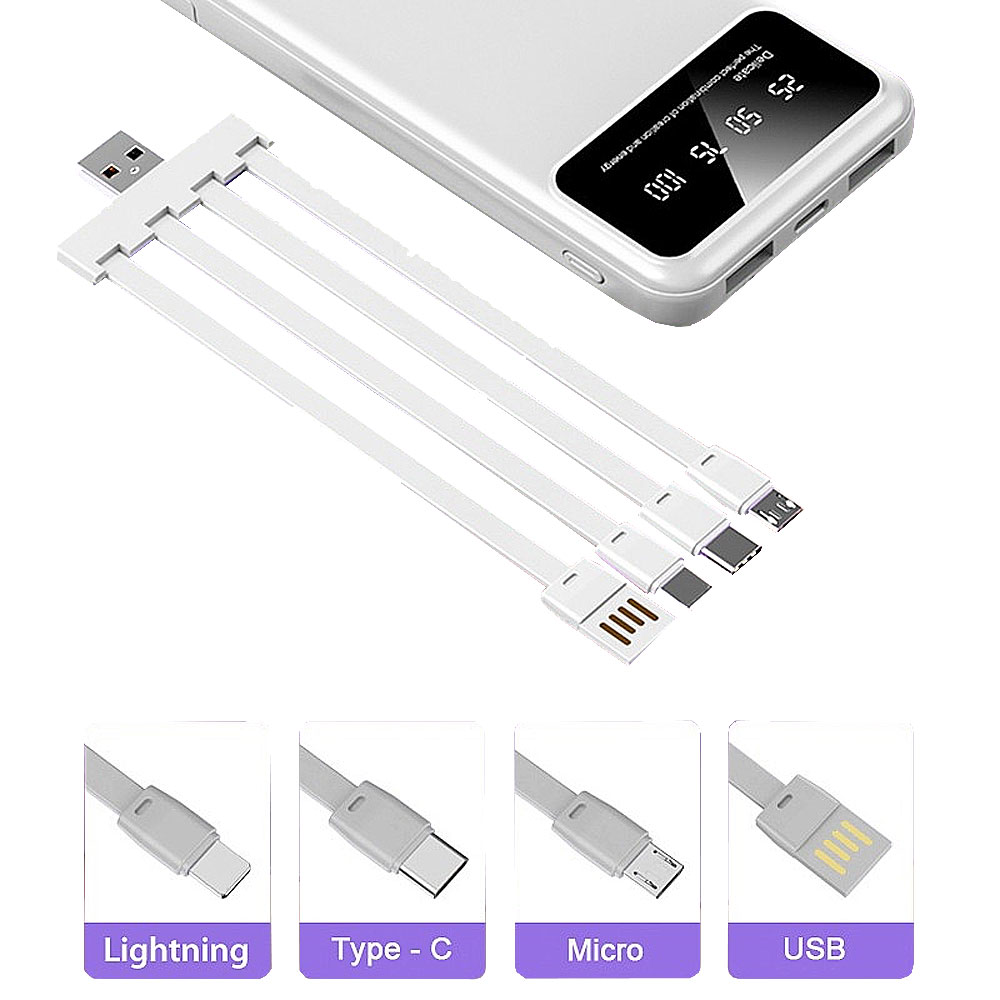 Delicate
The perfect combination of creation and energy
25
50
75
100
Lightning
Type - C
Micro
USB